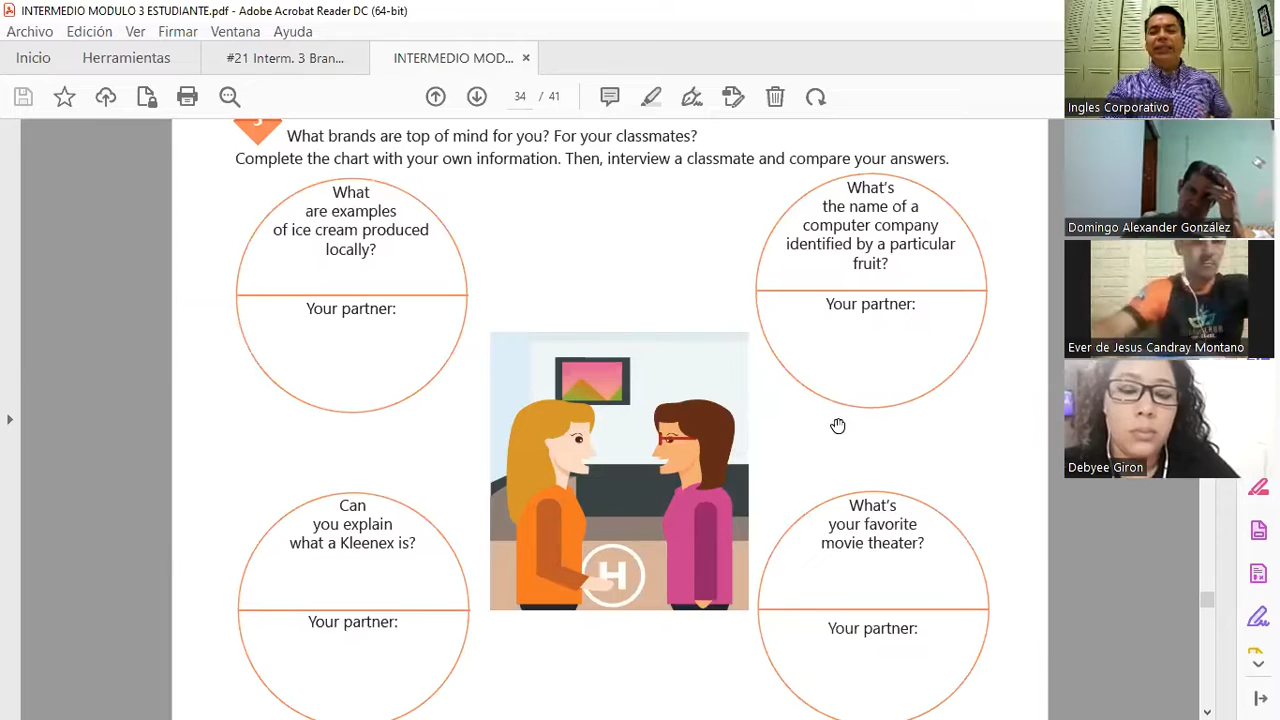 INTERMEDIO MODULO 3 ESTUDIANTE.pdf - Adobe Acrobat Reader DC (64-bit)
Archivo Edición Ver Firmar Ventana Ayuda
Inicio Herramientas #21 Interm. 3 Bran... INTERMEDIO MOD... ×
34 / 41
What brands are top of mind for you? For your classmates?
Complete the chart with your own information. Then, interview a classmate and compare your answers.
What
are examples
of ice cream produced
locally?
Your partner:
What's
the name of a
computer company
identified by a particular
fruit?
Your partner:
Can
you explain
what a Kleenex is?
Your partner:
What's
your favorite
movie theater?
Your partner:
H
Ingles Corporativo
Domingo Alexander González
Ever de Jesus Candray Montano
Debyee Giron